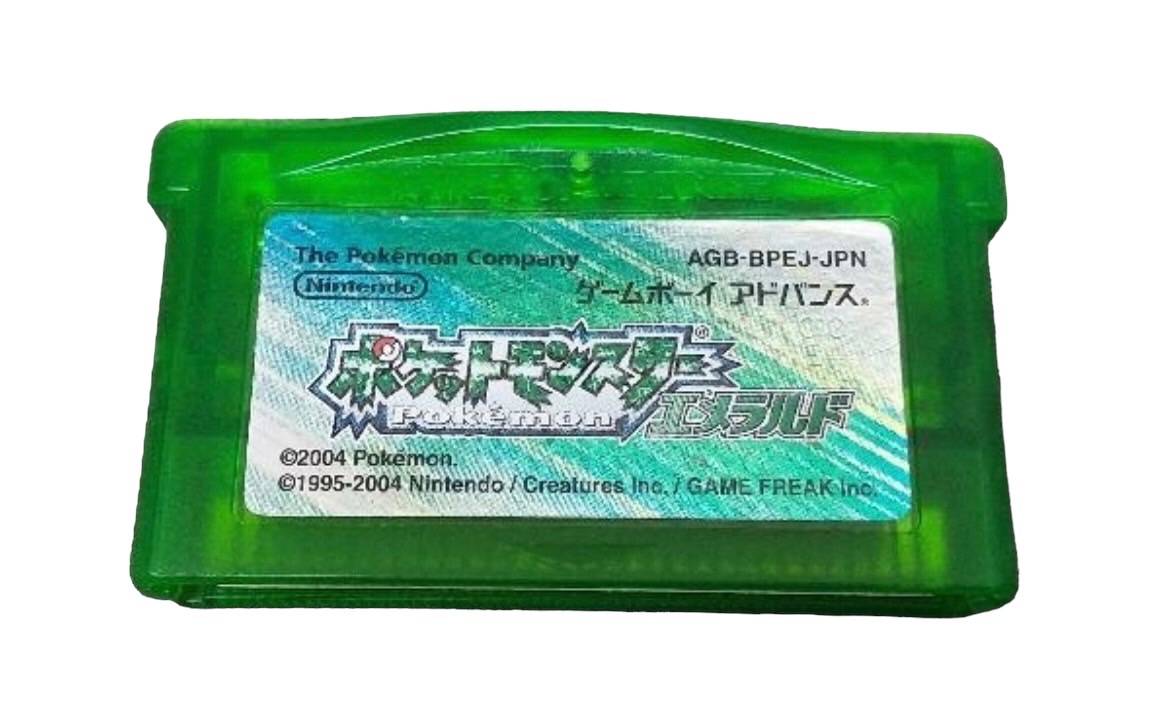 The Pokémon Company
AGB-BPEJ-JPN
Nintendo
ゲームボーイ アドバンス®
ポケットモンスター®
Pokémon
エメラルド
©2004 Pokémon.
©1995-2004 Nintendo / Creatures Inc. / GAME FREAK Inc.